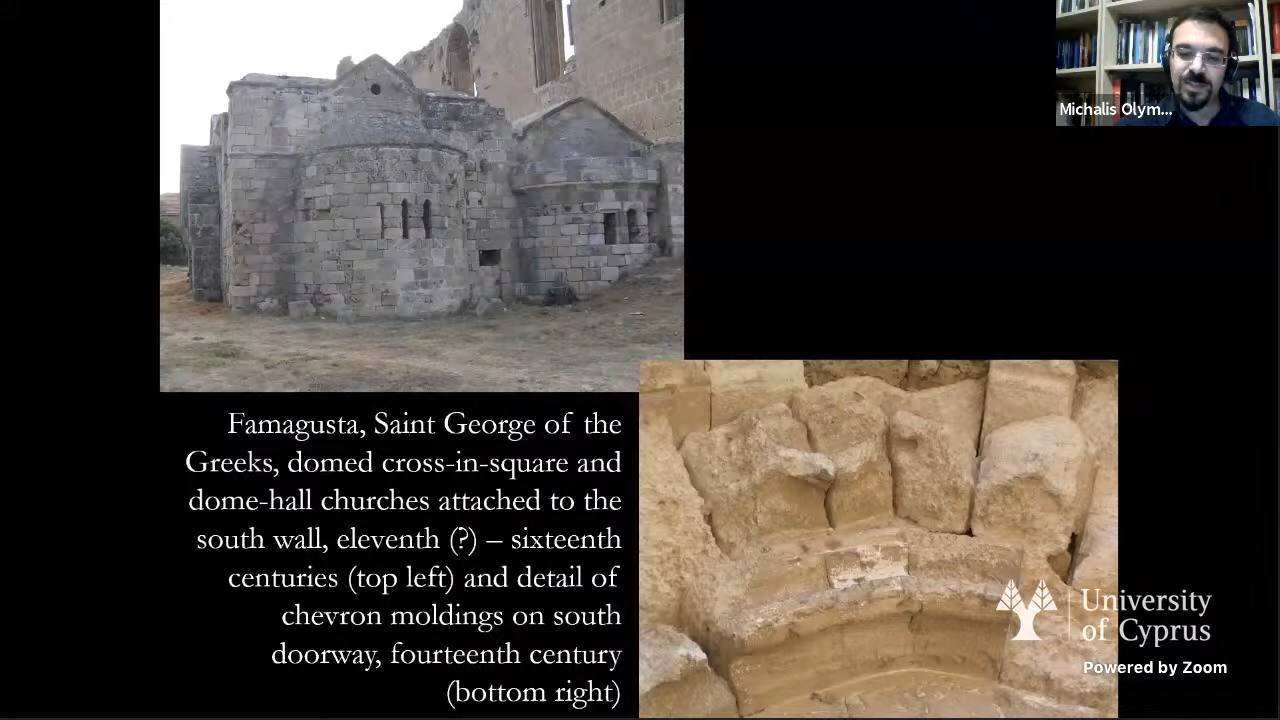 Michalis Olym...
Famagusta, Saint George of the
Greeks, domed cross-in-square and
dome-hall churches attached to the
south wall, eleventh (?) – sixteenth
centuries (top left) and detail of
chevron moldings on south
doorway, fourteenth century
(bottom right)
University
of Cyprus
Powered by Zoom